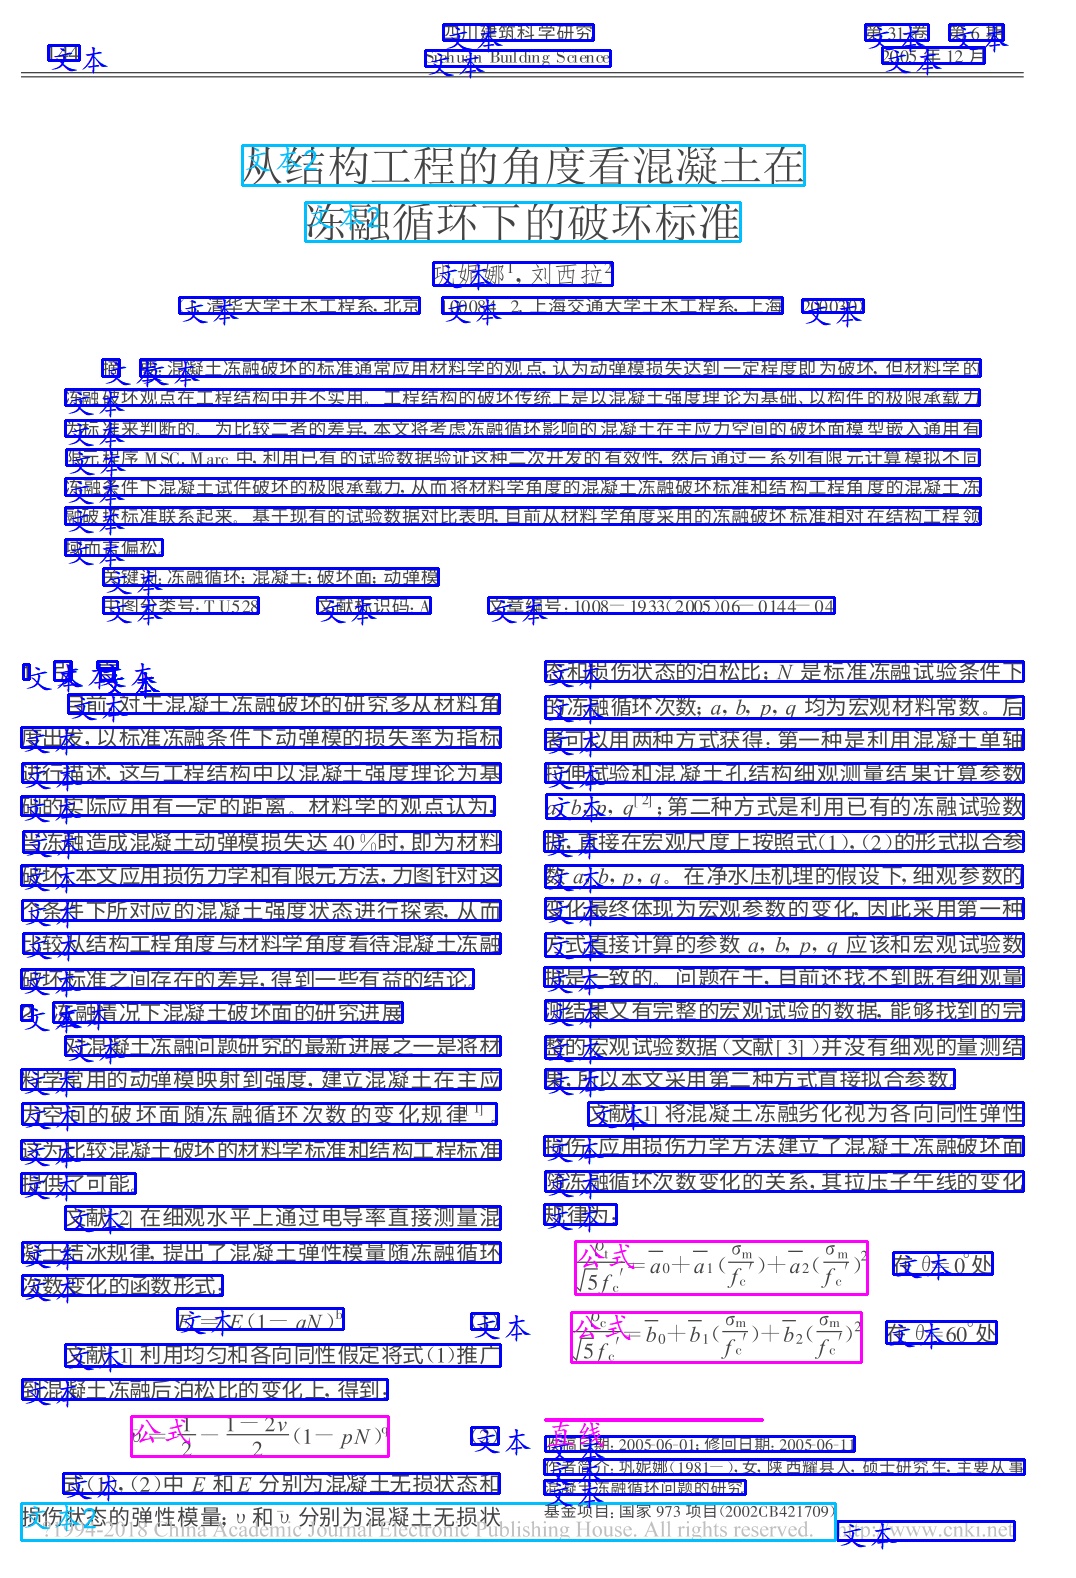 四川建筑科学研究
Sichuan Building Science
第31卷 第6期
2005年12月
从结构工程的角度看混凝土在
冻融循环下的破坏标准
巩妮娜1, 刘西拉2
清华大学土木工程系, 北京 2. 上海交通大学土木工程系, 上海
混凝土冻融破坏的标准通常应用材料学的观点, 认为动弹模损失达到一定程度即为破坏, 但材料学的
冻融破坏观点在工程结构中并不实用。工程结构的破坏传统上是以混凝土强度理论为基础、以构件的极限承载力
为标准来判断的。为比较二者的差异, 本文将考虑冻融循环影响的混凝土在主应力空间的破坏面模型嵌入通用有
限元程序 MSC. Marc 中, 利用已有的试验数据验证这种二次开发的有效性, 然后通过一系列有限元计算模拟不同
冻融条件下混凝土试件破坏的极限承载力, 从而将材料学角度的混凝土冻融破坏标准和结构工程角度的混凝土冻
融破坏标准联系起来。基于现有的试验数据对比表明, 目前从材料学角度采用的冻融破坏标准相对在结构工程领
域而言偏松。
关键词: 冻融循环; 混凝土; 破坏面; 动弹模
中图分类号: TU528 文献标识码: A 文章编号: 1008-1933(2005)06-0144-04
目前, 对于混凝土冻融破坏的研究多从材料角
度出发, 以标准冻融条件下动弹模的损失率为指标
进行描述, 这与工程结构中以混凝土强度理论为基
础的实际应用有一定的距离。材料学的观点认为,
当冻融造成混凝土动弹模损失达 40 %时, 即为材料
破坏。本文应用损伤力学和有限元方法, 力图针对这
个条件下所对应的混凝土强度状态进行探索, 从而
比较从结构工程角度与材料学角度看待混凝土冻融
破坏标准之间存在的差异, 得到一些有益的结论。
2 冻融情况下混凝土破坏面的研究进展
对混凝土冻融问题研究的最新进展之一是将材
料学常用的动弹模映射到强度, 建立混凝土在主应
力空间的破坏面随冻融循环次数的变化规律[1]。
这为比较混凝土破坏的材料学标准和结构工程标准
提供了可能。
文献[2] 在细观水平上通过电导率直接测量混
凝土结冰规律, 提出了混凝土弹性模量随冻融循环
次数变化的函数形式:
E(1-qN)b
文献[1] 利用均匀和各向同性假定将式(1)推广
到混凝土冻融后泊松比的变化上, 得到:
= 1/2 - (1-2ν)/2 (1-pN)q (2)
式(1), (2)中 E 和 E 分别为混凝土无损状态和
损伤状态的弹性模量; υ 和 υ̅ 分别为混凝土无损状
态和损伤状态的泊松比; N 是标准冻融试验条件下
的冻融循环次数; a, b, p, q 均为宏观材料常数。后
者可以用两种方式获得: 第一种是利用混凝土单轴
拉伸试验和混凝土孔结构细观测量结果计算参数
a, b, p, q[2]; 第二种方式是利用已有的冻融试验数
据, 直接在宏观尺度上按照式(1), (2)的形式拟合参
数 a, b, p, q。在净水压机理的假设下, 细观参数的
变化最终体现为宏观参数的变化, 因此采用第一种
方式直接计算的参数 a, b, p, q 应该和宏观试验数
据是一致的。问题在于, 目前还找不到既有细观量
测结果又有完整的宏观试验的数据, 能够找到的完
整的宏观试验数据(文献[3])并没有细观的量测结
果, 所以本文采用第二种方式直接拟合参数。
文献[1] 将混凝土冻融劣化视为各向同性弹性
损伤, 应用损伤力学方法建立了混凝土冻融破坏面
随冻融循环次数变化的关系, 其拉压子午线的变化
规律为:
ρt/√5fc′ = a̅0+a̅1(σm/fc′)+a̅2(σm/fc′)2 在 θ=0°处
ρc/√5fc′ = b̅0+b̅1(σm/fc′)+b̅2(σm/fc′)2 在 θ=60°处
收稿日期: 2005-06-01; 修回日期: 2005-06-11
作者简介: 巩妮娜(1981-), 女, 陕西耀县人, 硕士研究生, 主要从事
混凝土冻融循环问题的研究。
基金项目: 国家 973 项目(2002CB421709)
1994-2018 China Academic Journal Electronic Publishing House. All rights reserved. http://www.cnki.net
文本
文本2
公式
直线